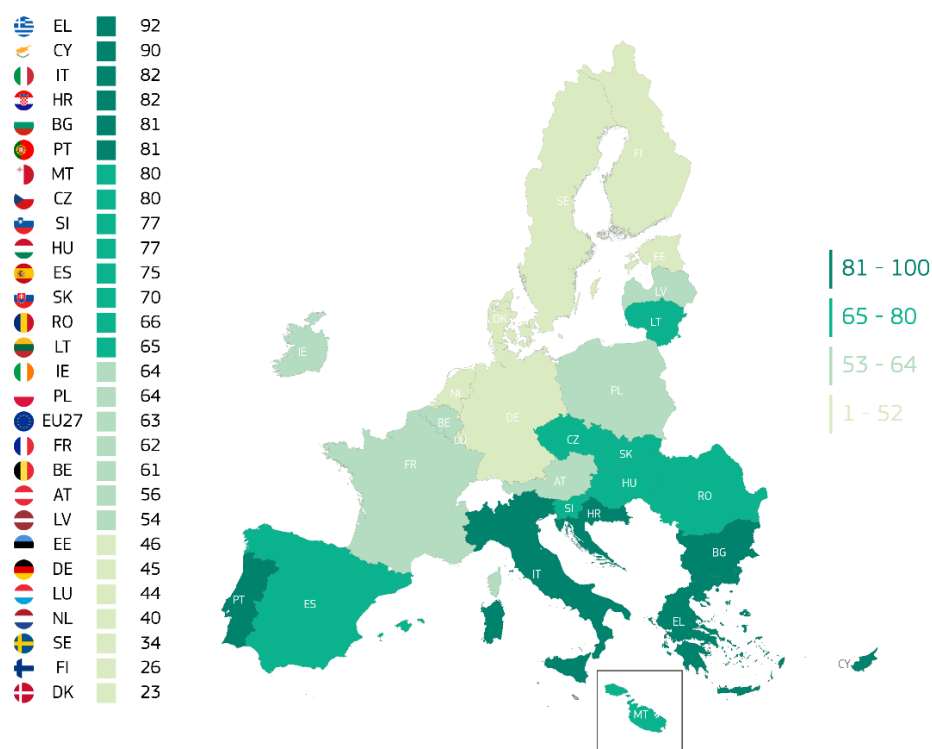 EL 92
CY 90
IT 82
HR 82
BG 81
PT 81
MT 80
CZ 80
SI 77
HU 77
ES 75
SK 70
RO 66
LT 65
IE 64
PL 64
EU27 63
FR 62
BE 61
AT 56
LV 54
EE 46
DE 45
LU 44
NL 40
SE 34
FI 26
DK 23
FI
SE
EE
LV
LT
DK
IE
NL
PL
BE
DE
LU
CZ
FR
SK
AT
HU
RO
SI
HR
BG
IT
PT
ES
EL
CY
MT
81 - 100
65 - 80
53 - 64
1 - 52